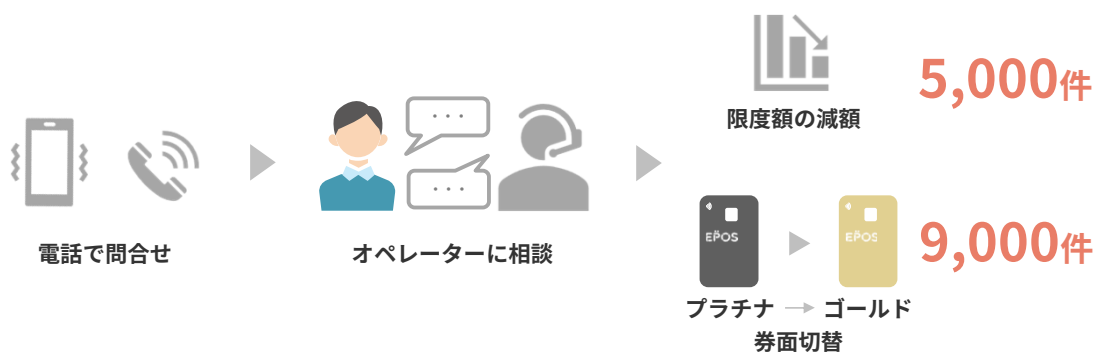 電話で問合せ
オペレーターに相談
限度額の減額
5,000件
EPOS
EPOS
9,000件
プラチナ → ゴールド
券面切替